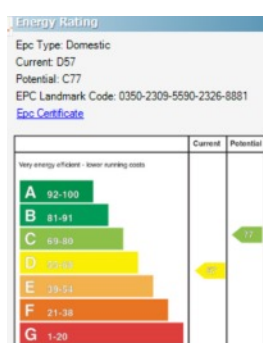 Energy Rating
Epc Type: Domestic
Current: D57
Potential: C77
EPC Landmark Code: 0350-2309-5590-2326-8881
Epc Certificate
Current Potential
Very energy efficient - lower running costs
A 92-100
B 81-91
C 69-80
77
D
E 39-54
F 21-38
G 1-20